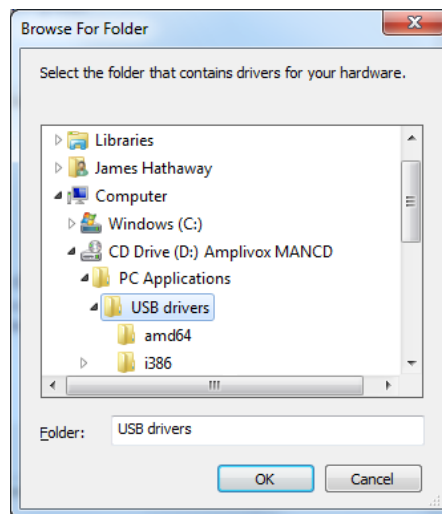 Browse For Folder
Select the folder that contains drivers for your hardware.
Libraries
James Hathaway
Computer
Windows (C:)
CD Drive (D:) Amplivox MANCD
PC Applications
USB drivers
amd64
i386
Folder: USB drivers
OK Cancel